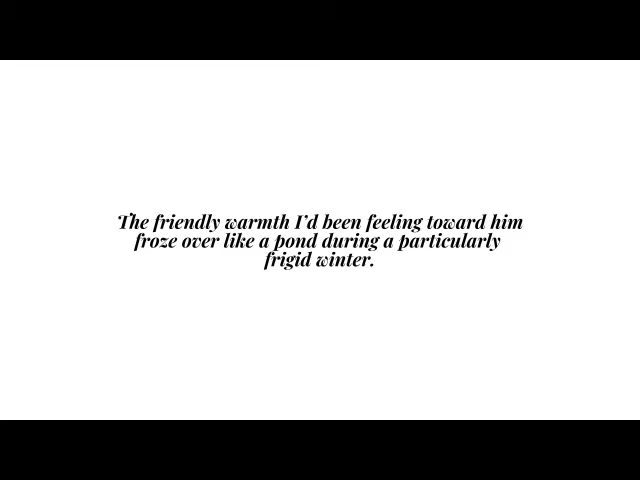 The friendly warmth I’d been feeling toward him
froze over like a pond during a particularly
frigid winter.